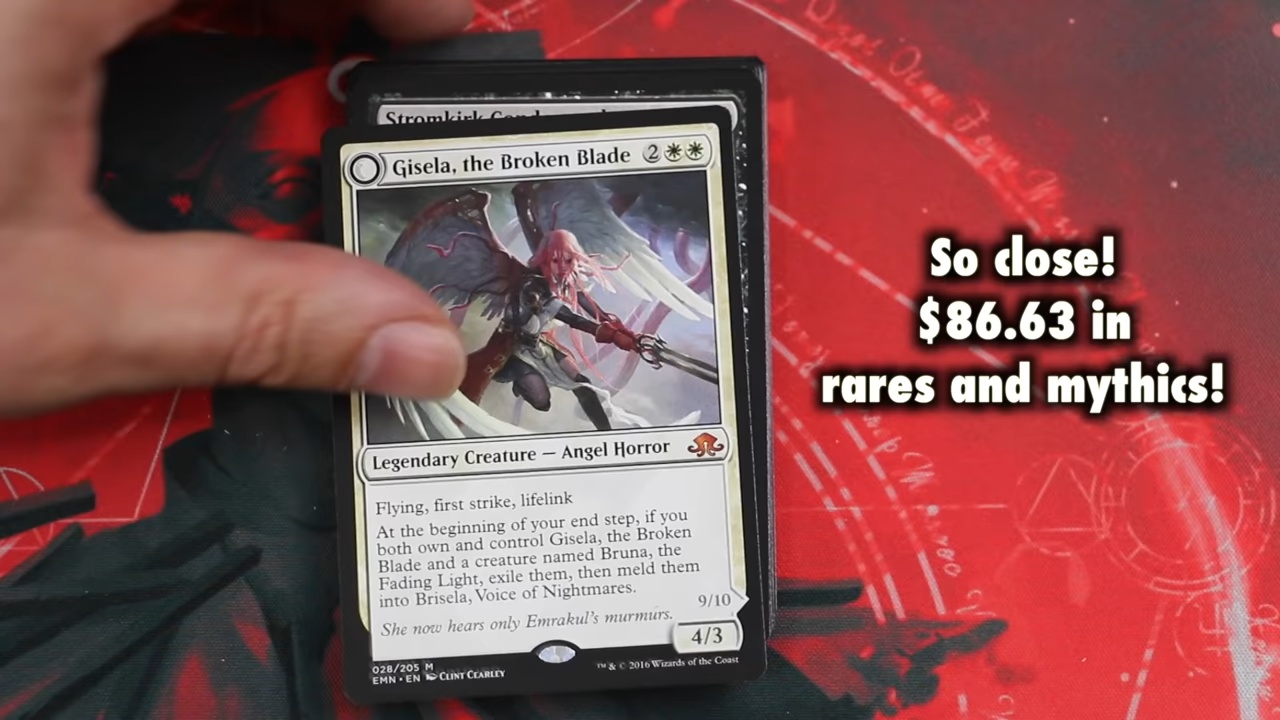 Stromkirk
Gisela, the Broken Blade 2
Legendary Creature — Angel Horror
Flying, first strike, lifelink
At the beginning of your end step, if you
both own and control Gisela, the Broken
Blade and a creature named Bruna, the
Fading Light, exile them, then meld them
into Brisela, Voice of Nightmares.
9/10
She now hears only Emrakul's murmurs.
4/3
028/205 M
EMN • EN Clint Cearley
™ & © 2016 Wizards of the Coast
So close!
$86.63 in
rares and mythics!